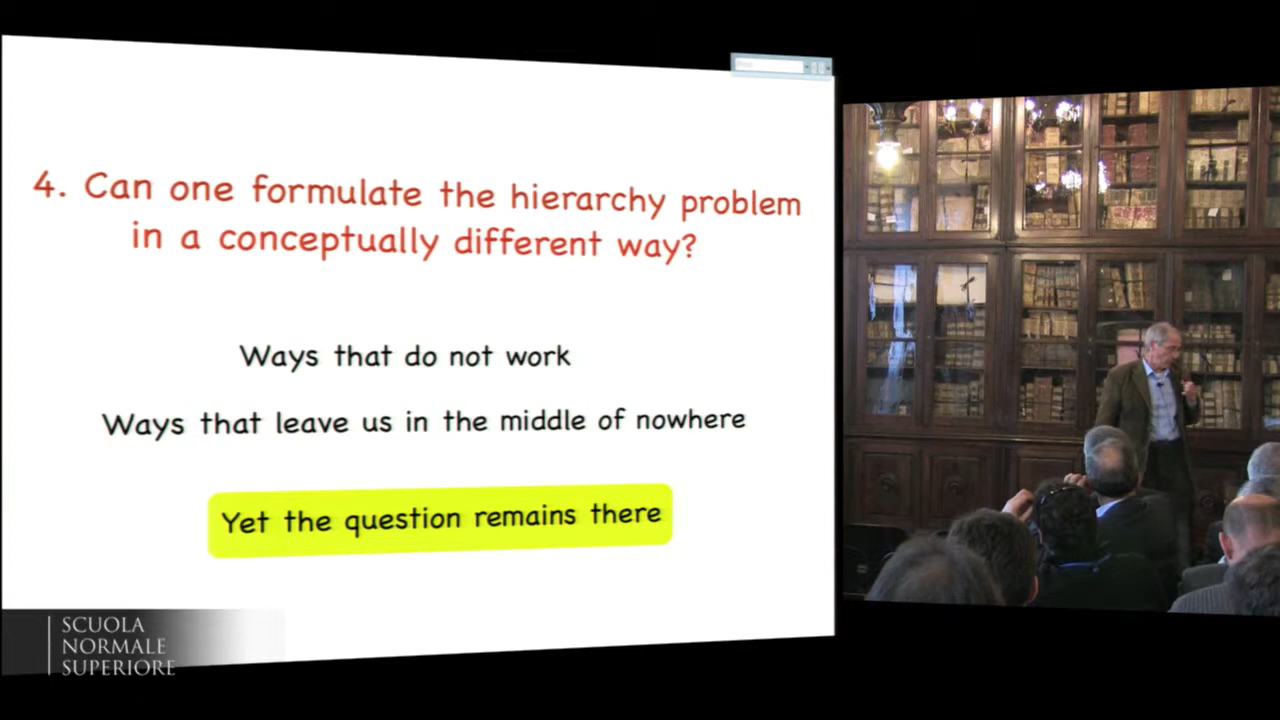 4. Can one formulate the hierarchy problem
in a conceptually different way?
Ways that do not work
Ways that leave us in the middle of nowhere
Yet the question remains there
SCUOLA
NORMALE
SUPERIORE